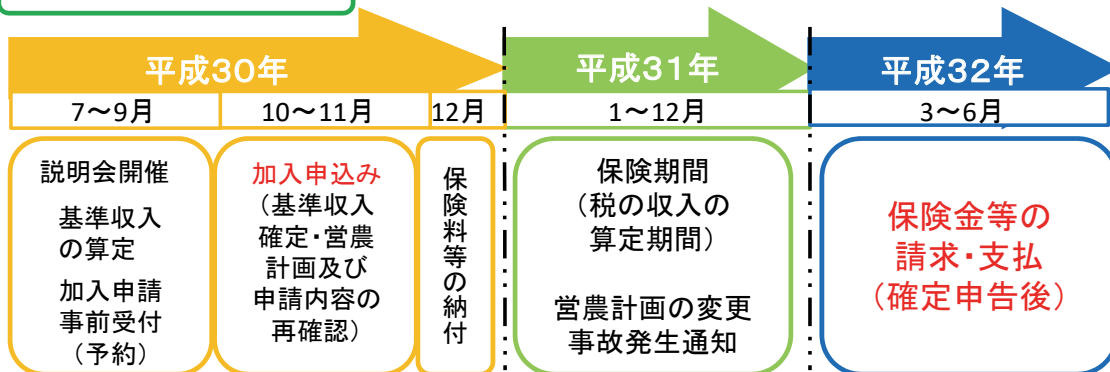 平成30年
平成31年
平成32年
7～9月
10～11月
12月
1～12月
3～6月
説明会開催
基準収入
の算定
加入申請
事前受付
（予約）
加入申込み
（基準収入
確定・営農
計画及び
申請内容の
再確認）
保険料等の納付
保険期間
（税の収入の
算定期間）
営農計画の変更
事故発生通知
保険金等の
請求・支払
（確定申告後）